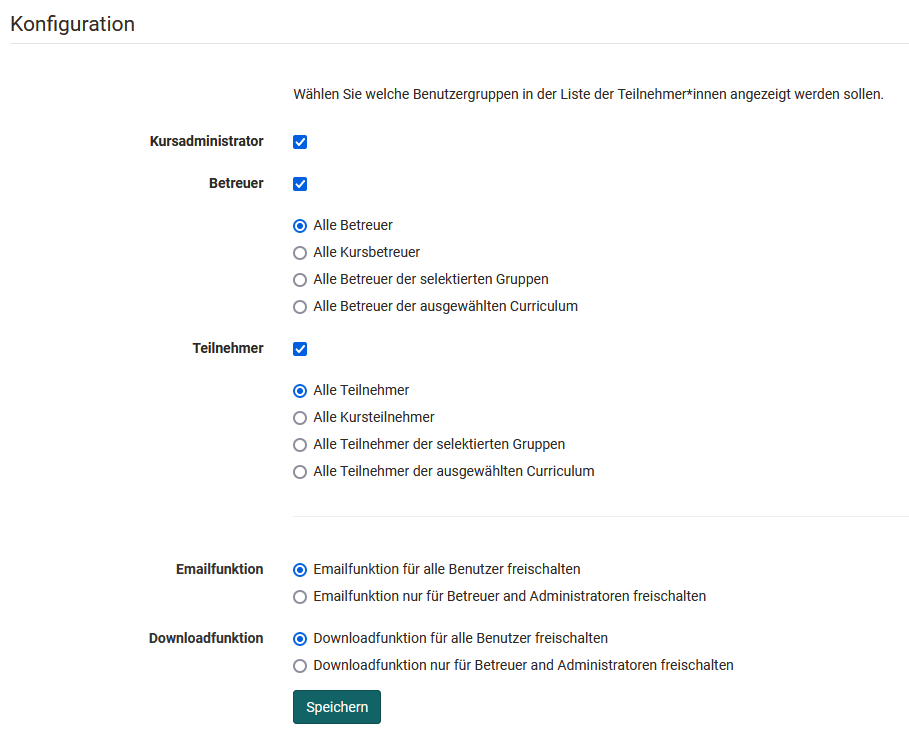 Konfiguration
Wählen Sie welche Benutzergruppen in der Liste der Teilnehmer*innen angezeigt werden sollen.
Kursadministrator
Betreuer
Alle Betreuer
Alle Kursbetreuer
Alle Betreuer der selektierten Gruppen
Alle Betreuer der ausgewählten Curriculum
Teilnehmer
Alle Teilnehmer
Alle Kursteilnehmer
Alle Teilnehmer der selektierten Gruppen
Alle Teilnehmer der ausgewählten Curriculum
Emailfunktion Emailfunktion für alle Benutzer freischalten
Emailfunktion nur für Betreuer and Administratoren freischalten
Downloadfunktion Downloadfunktion für alle Benutzer freischalten
Downloadfunktion nur für Betreuer and Administratoren freischalten
Speichern